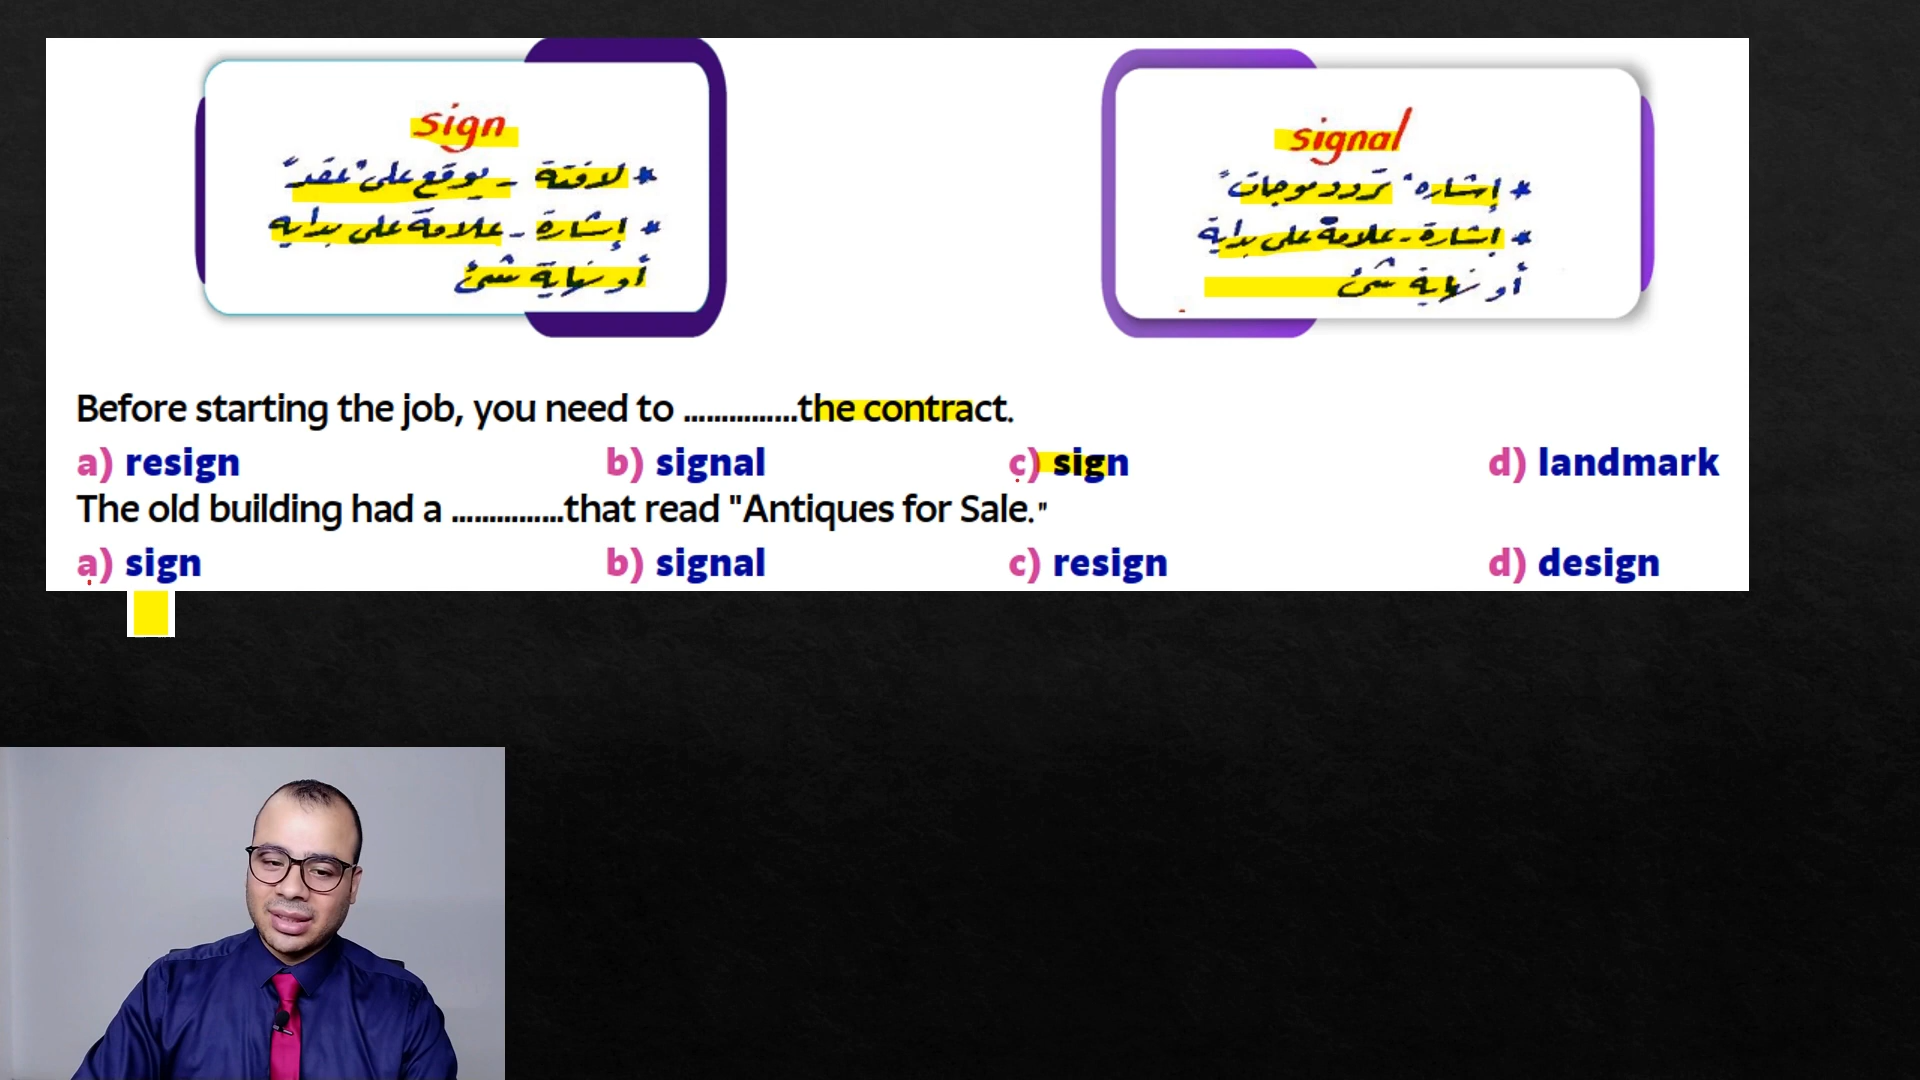 sign
* لافتة - يوقع على "عقد"
* إشارة - علامة على بدايه
أو نهاية شئ
signal
* إشاره "تردد موجات"
* إشارة - علامة على بداية
أو نهاية شئ
Before starting the job, you need to ...............the contract.
a) resign b) signal c) sign d) landmark
The old building had a ...............that read "Antiques for Sale."
a) sign b) signal c) resign d) design